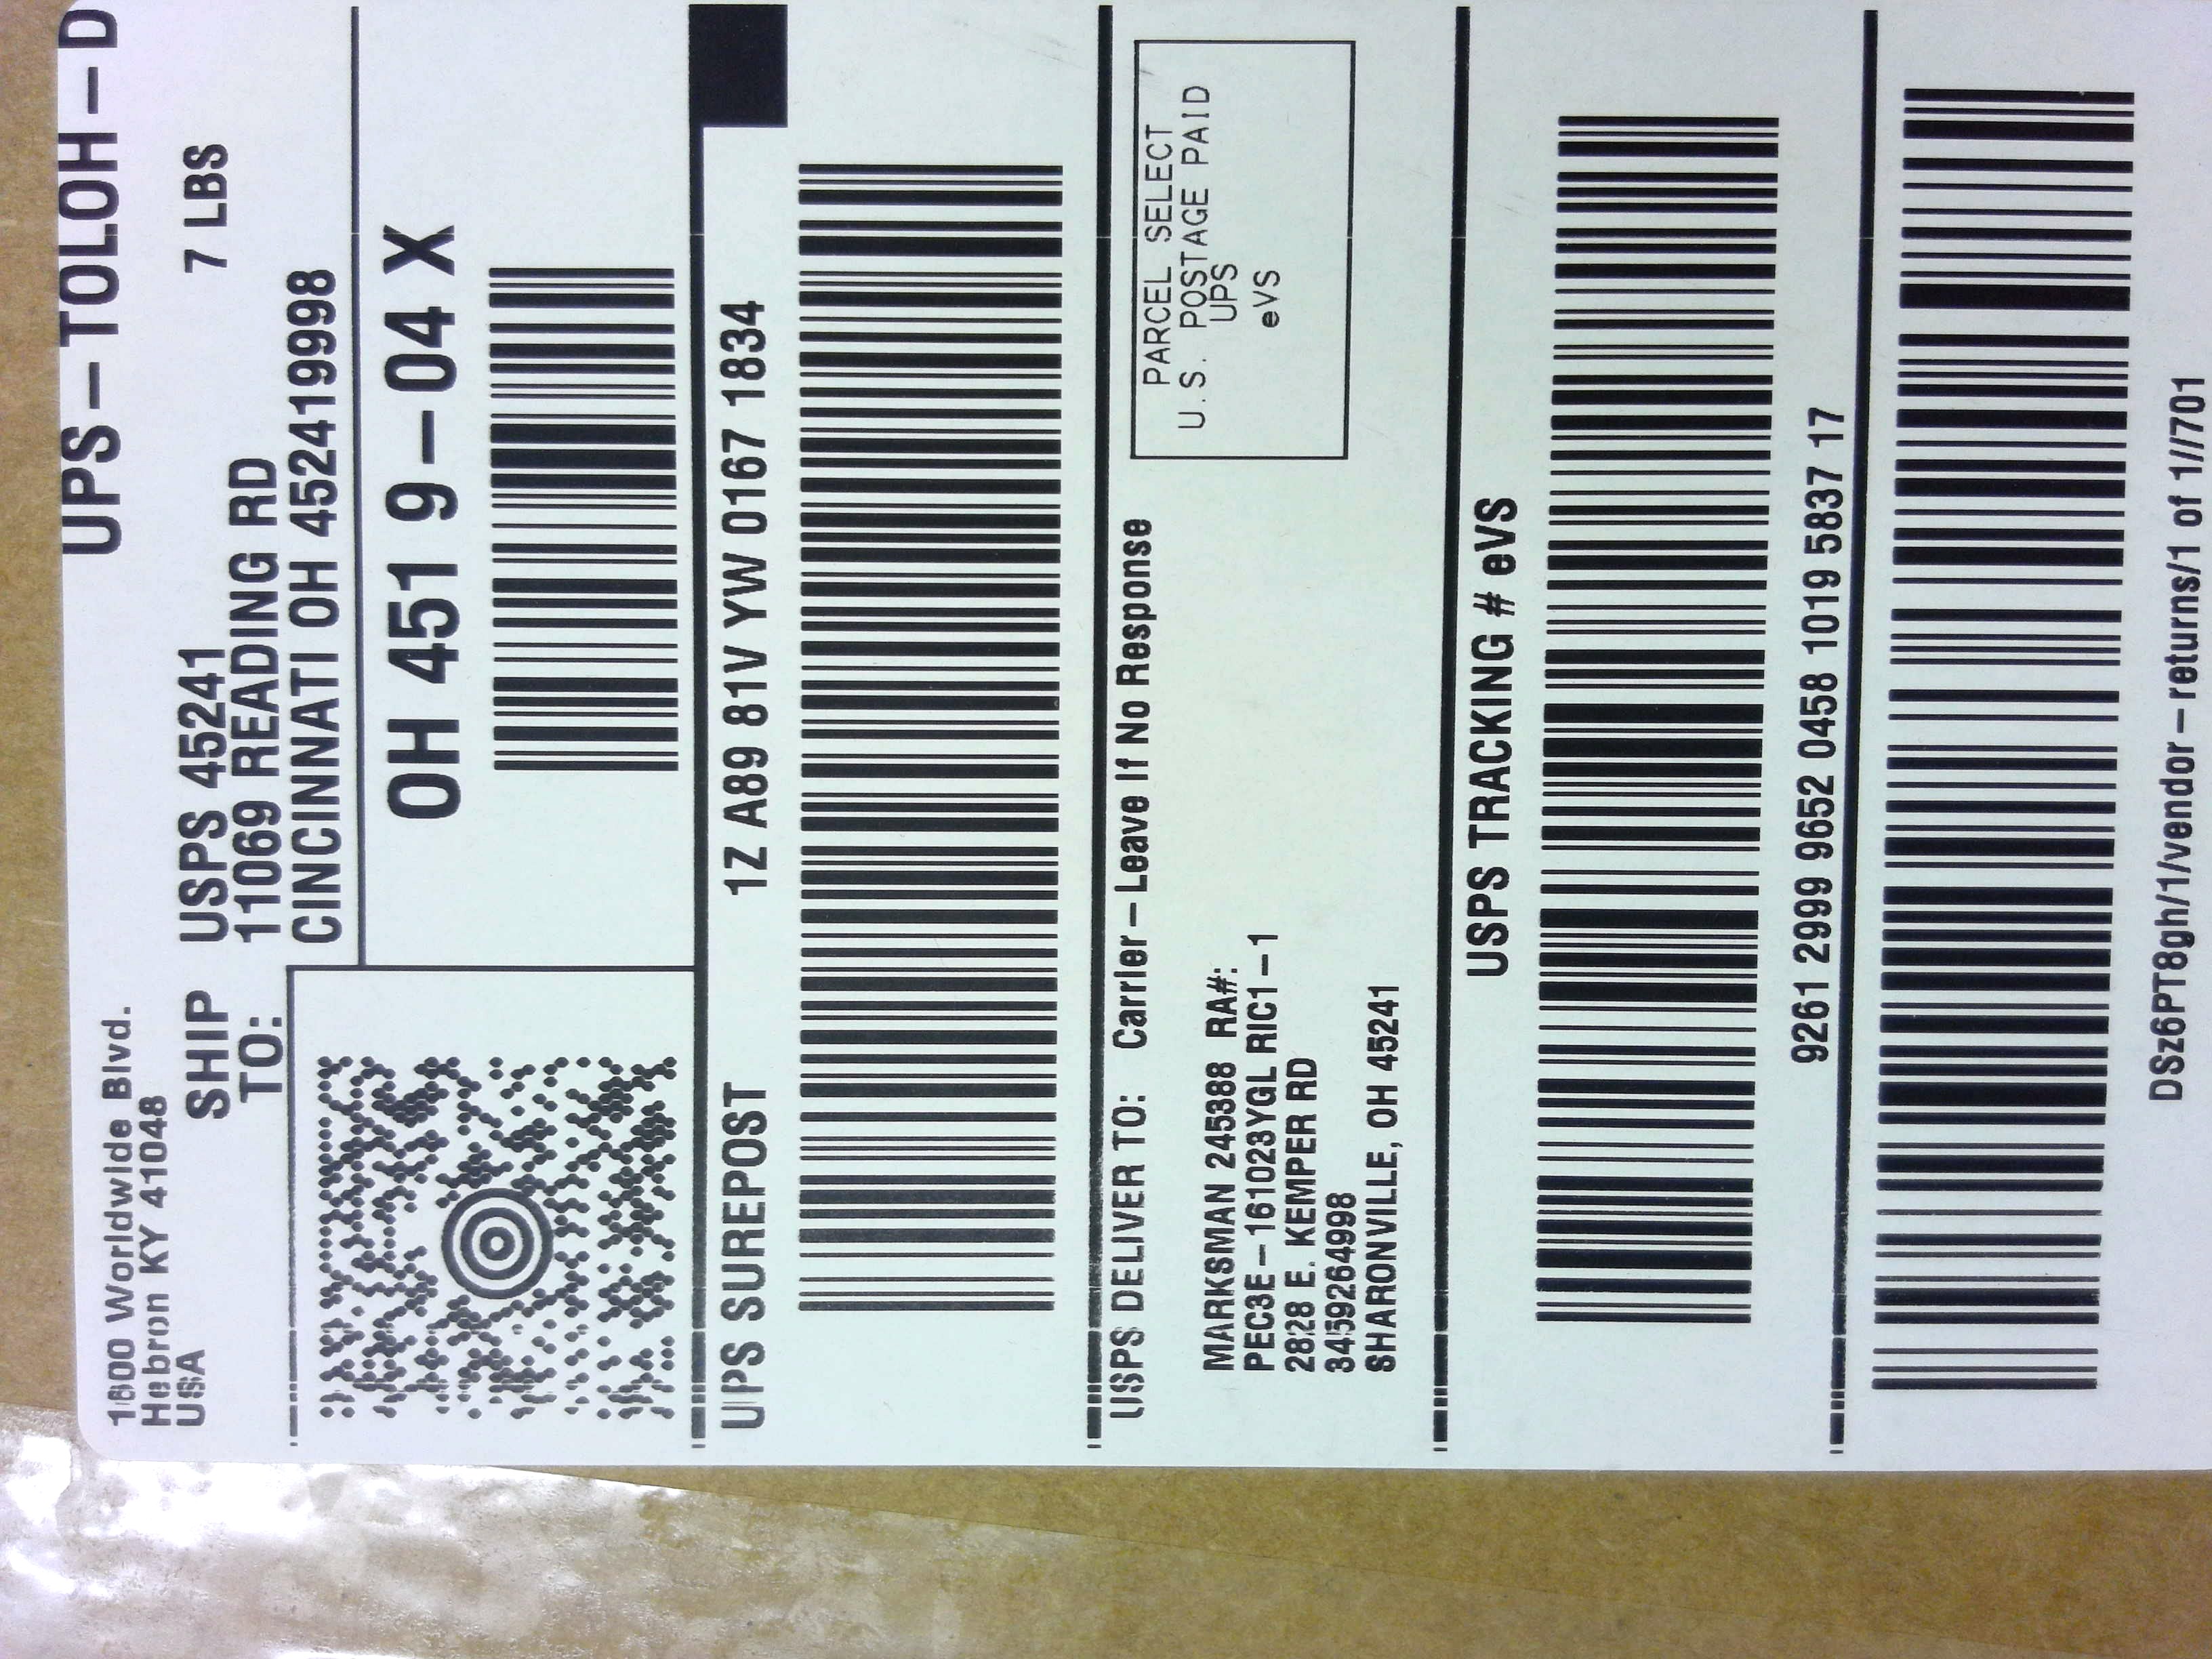 UPS-TOLOH-D
1600 Worldwide Blvd.
Hebron KY 41048
USA
7 LBS
SHIP TO:
USPS 45241
11069 READING RD
CINCINNATI OH 452419998
OH 451 9-04 X
UPS SUREPOST
1Z A89 81V YW 0167 1834
USPS DELIVER TO:
Carrier-Leave If No Response
MARKSMAN 245388 RA#:
PEC3E-161023YGL RIC1-1
2828 E. KEMPER RD
3459264998
SHARONVILLE, OH 45241
PARCEL SELECT
U.S. POSTAGE PAID
UPS
eVS
USPS TRACKING # eVS
9261 2999 9652 0458 1019 5837 17
DSz6PT8gh/1/vendor-returns/1 of 1//701